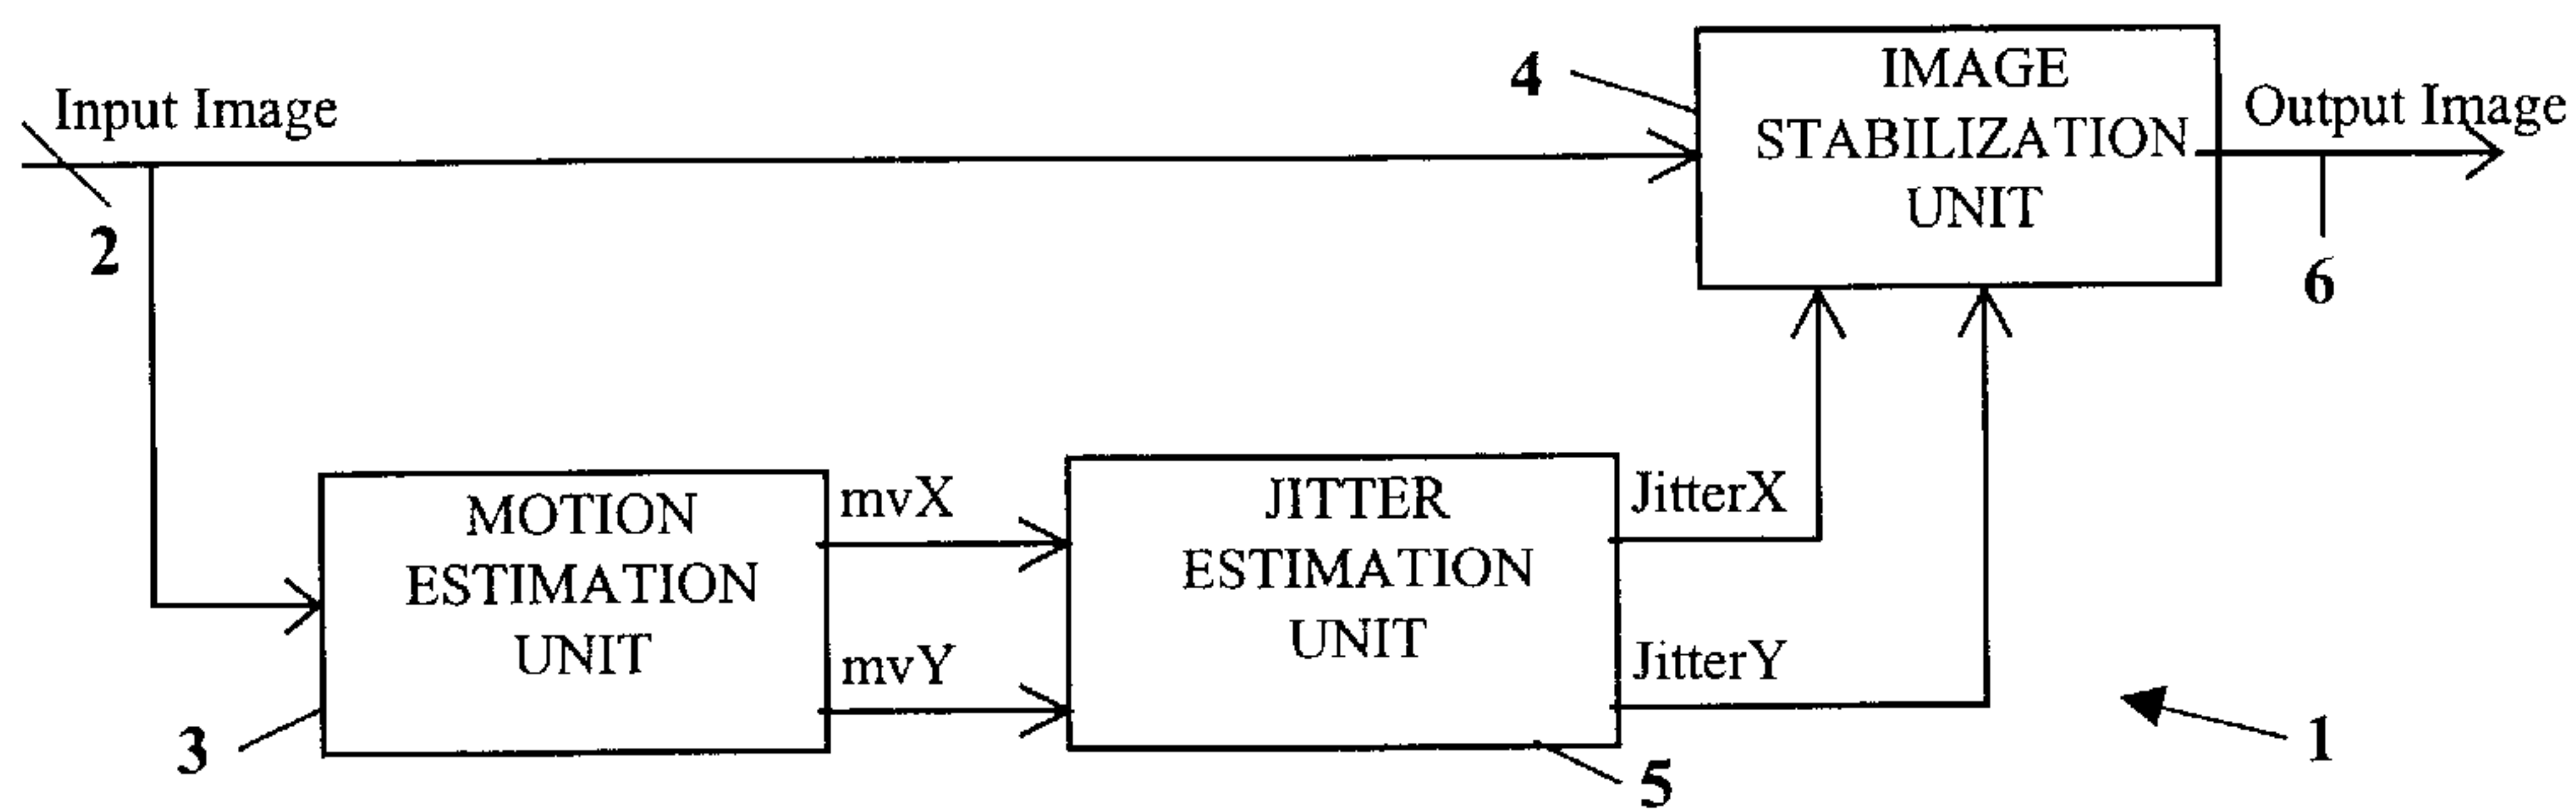 Input Image
2
4
IMAGE
STABILIZATION
UNIT
Output Image
6
MOTION
ESTIMATION
UNIT
3
mvX
mvY
JITTER
ESTIMATION
UNIT
5
JitterX
JitterY
1